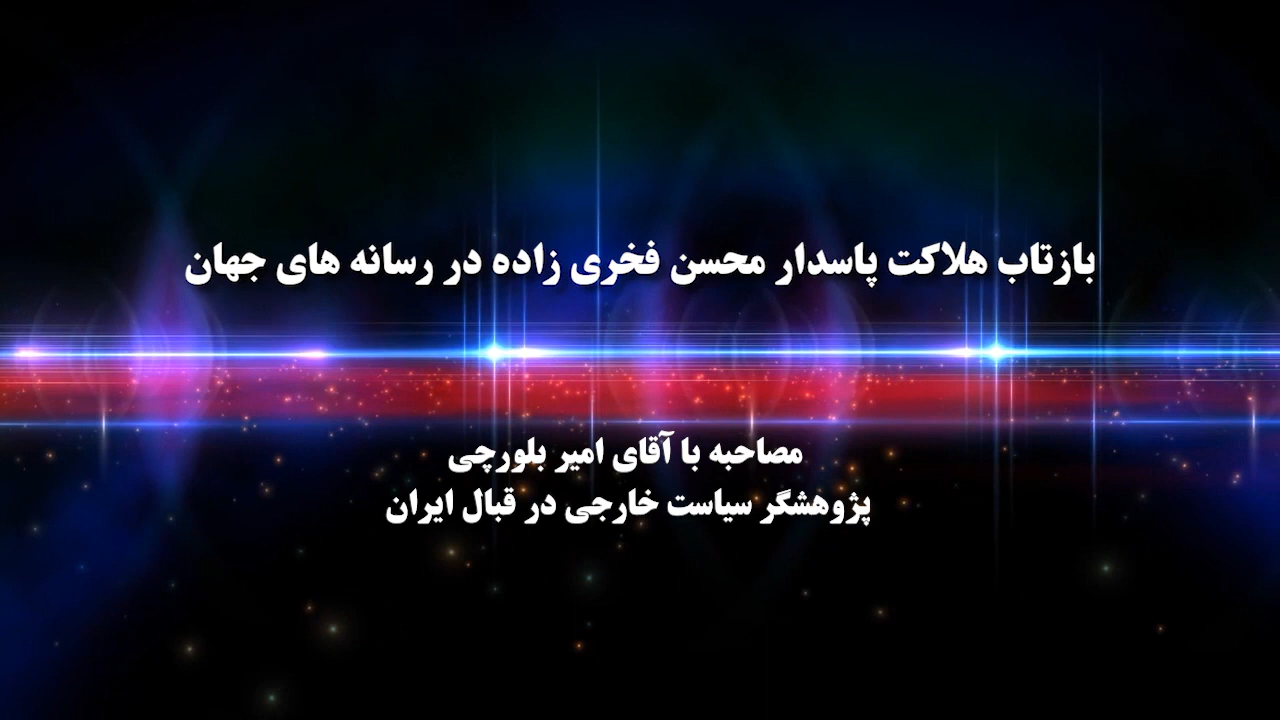 بازتاب هلاکت پاسدار محسن فخری زاده در رسانه های جهان
مصاحبه با آقای امیر بلورچی
پژوهشگر سیاست خارجی در قبال ایران